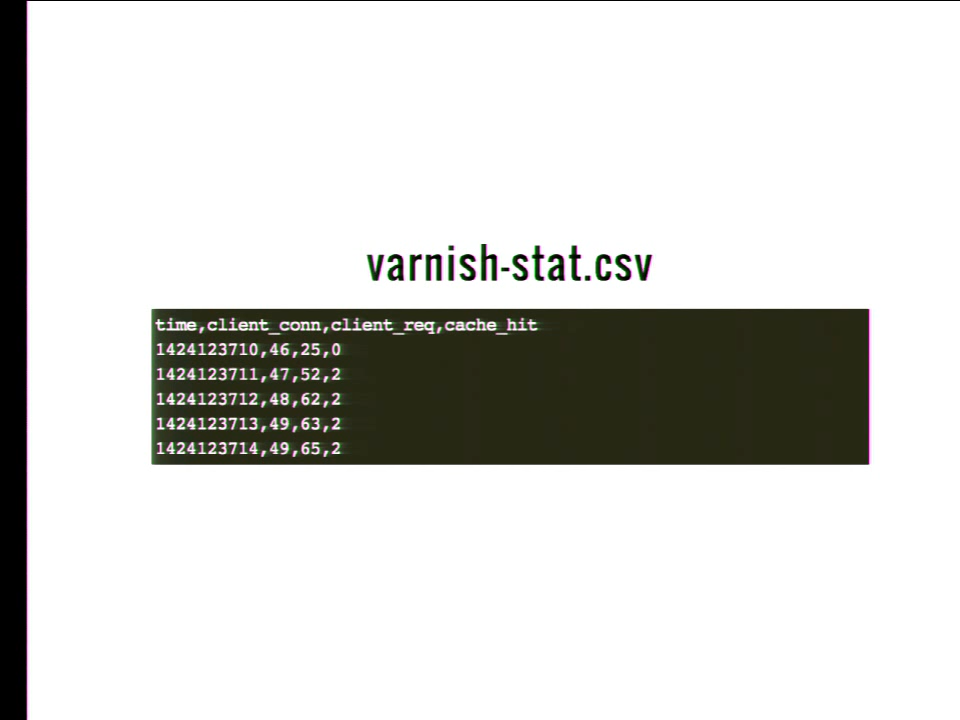 varnish-stat.csv
time,client_conn,client_req,cache_hit
1424123710,46,25,0
1424123711,47,52,2
1424123712,48,62,2
1424123713,49,63,2
1424123714,49,65,2